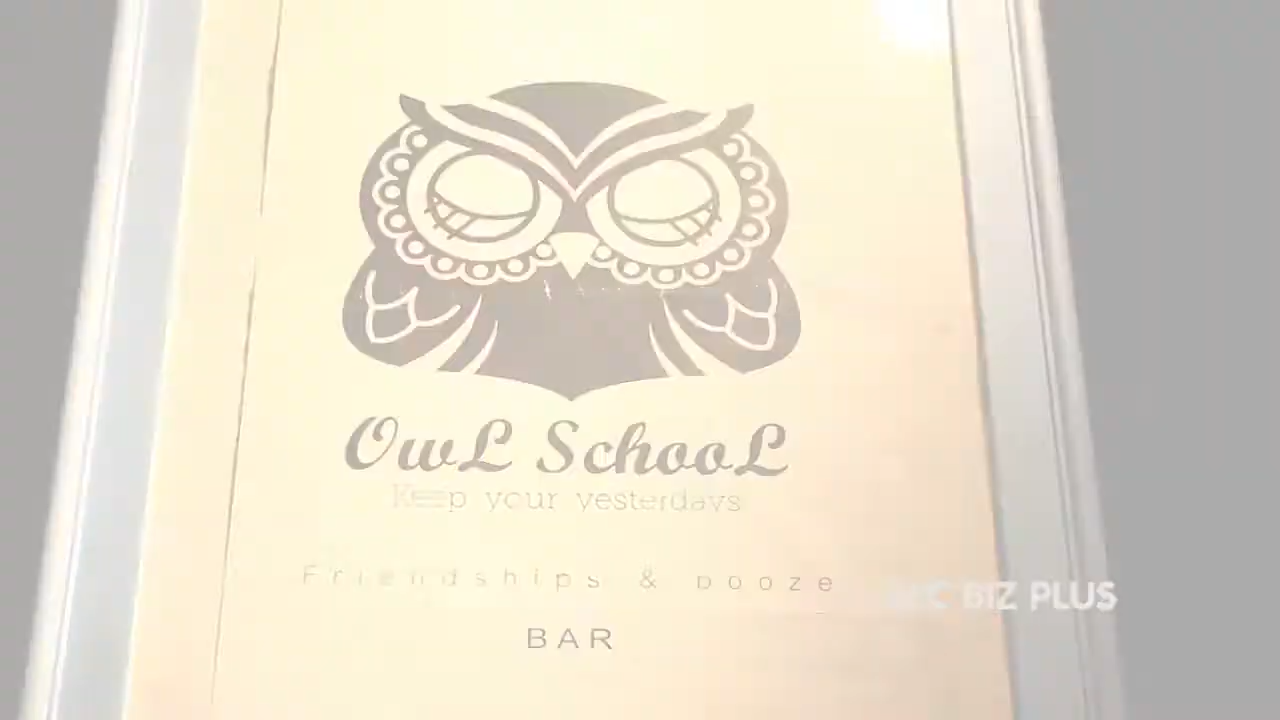 OwL SchooL
Keep your yesterdays
Friendships & booze
BAR
BIZ PLUS